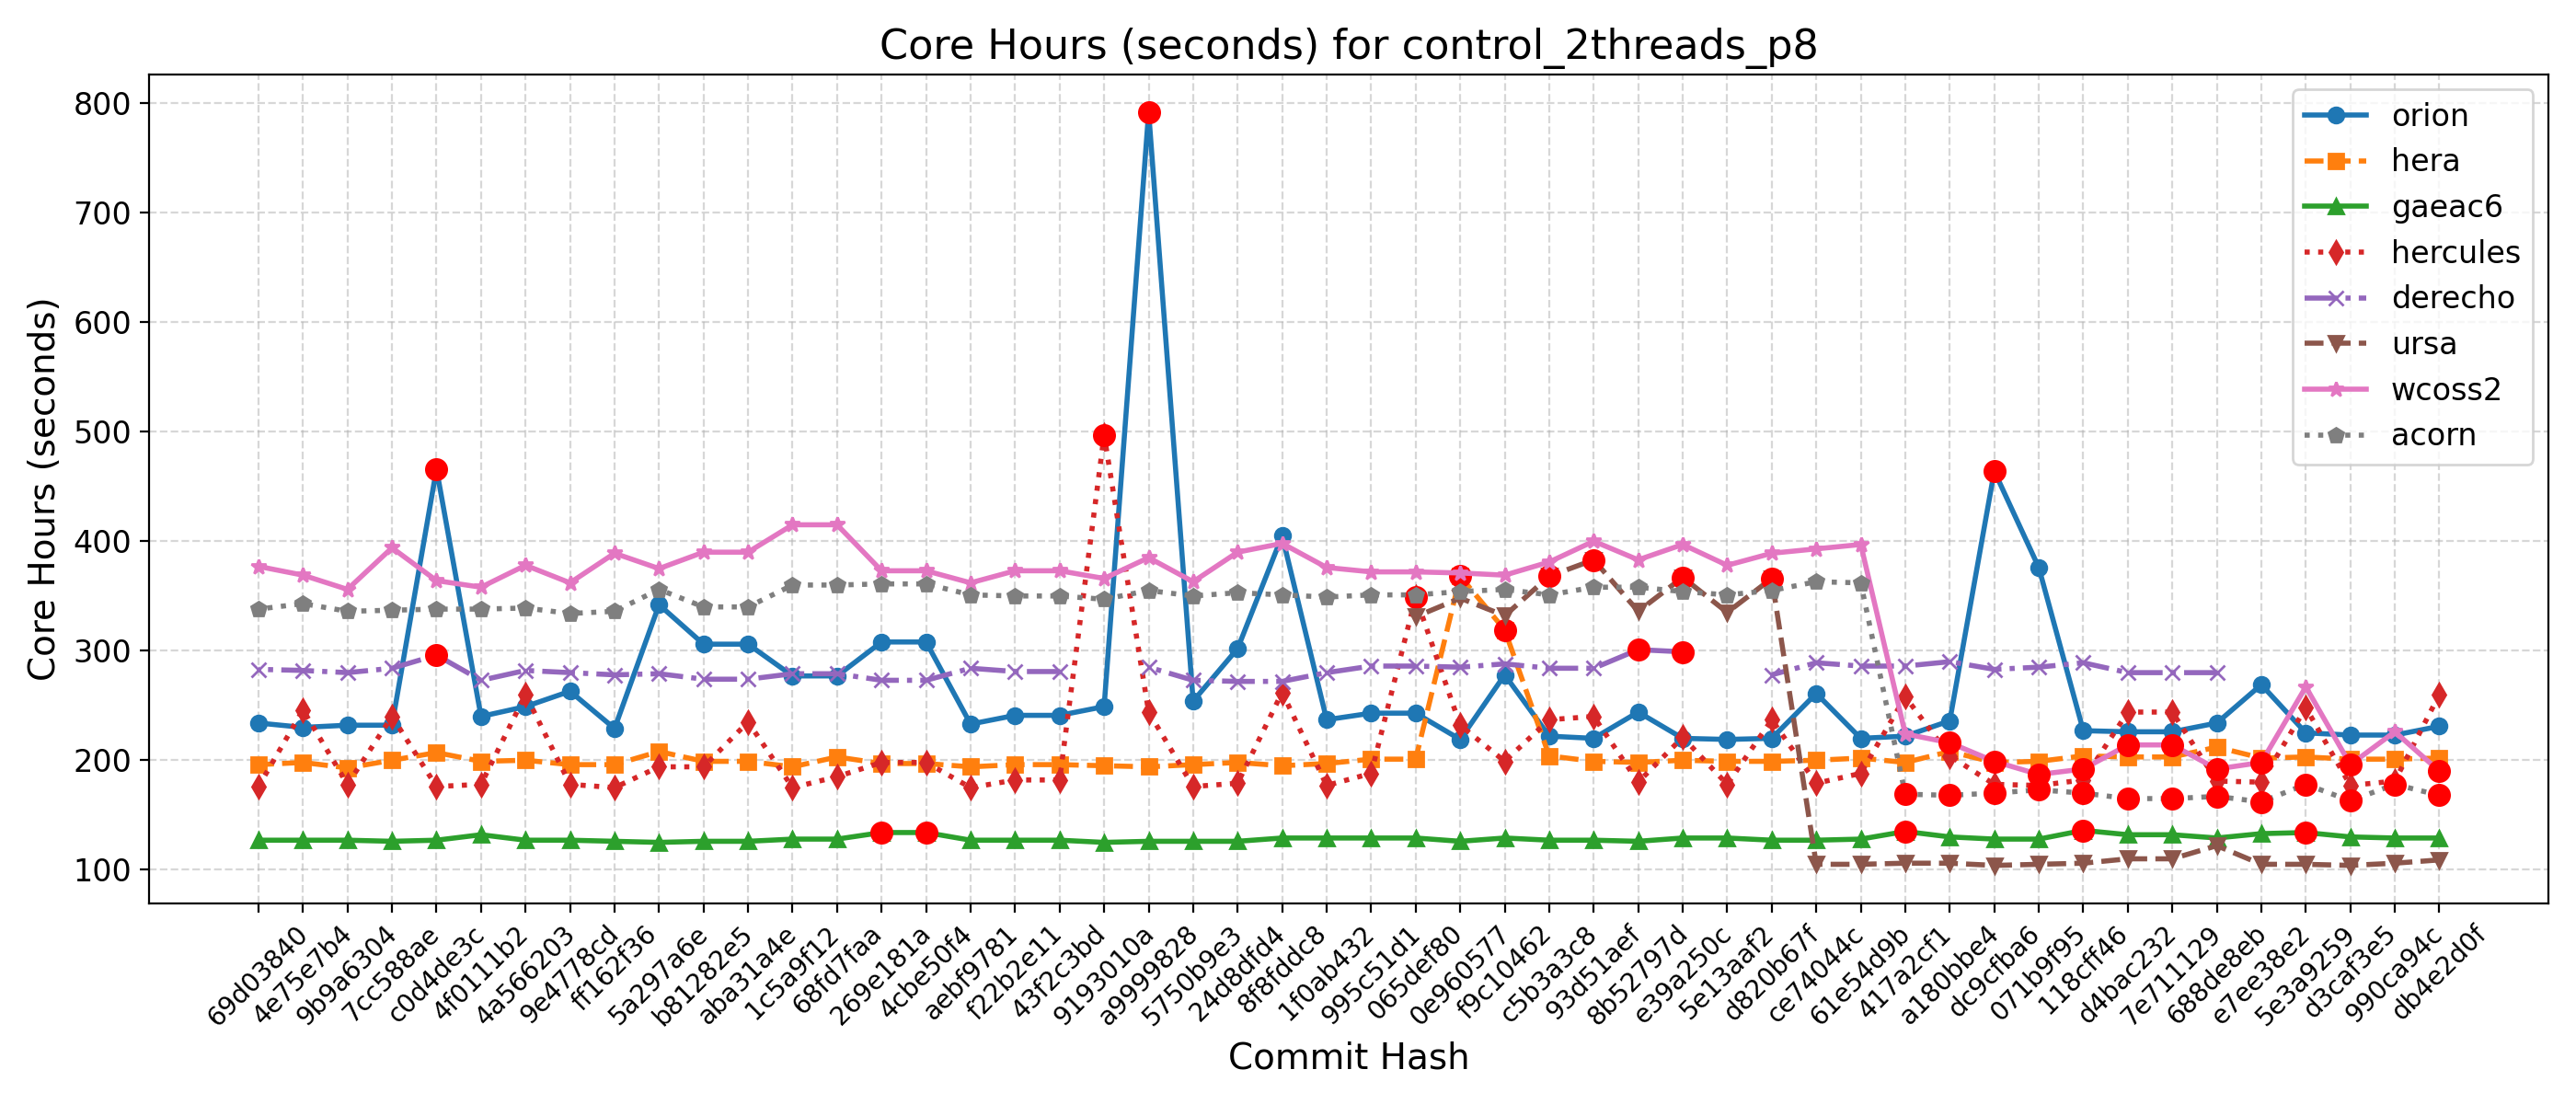 Core Hours (seconds) for control_2threads_p8
Core Hours (seconds)
800
700
600
500
400
300
200
100
orion
hera
gaeac6
hercules
derecho
ursa
wcoss2
acorn
69d03840
4e75e7b4
9b9a6304
7cc588ae
c0d4de3c
4f0111b2
4a566203
9e4778cd
ff162f36
5a297a6e
b81282e5
aba31a4e
1c5a9f12
68fd7faa
269e181a
4cbe50f4
aebf9781
f22b2e11
43f2c3bd
9193010a
a9999828
5750b9e3
24d8dfd4
8f8fddc8
1f0ab432
995c51d1
065def80
0e960577
f9c10462
c5b3a3c8
93d51aef
8b52797d
e39a250c
5e13aaf2
d820b67f
ce74044c
61e54d9b
417a2cf1
a180bbe4
dc9cfba6
071b9f95
118cff46
d4bac232
7e711129
688de8eb
e7ee38e2
5e3a9259
d3caf3e5
990ca94c
db4e2d0f
Commit Hash